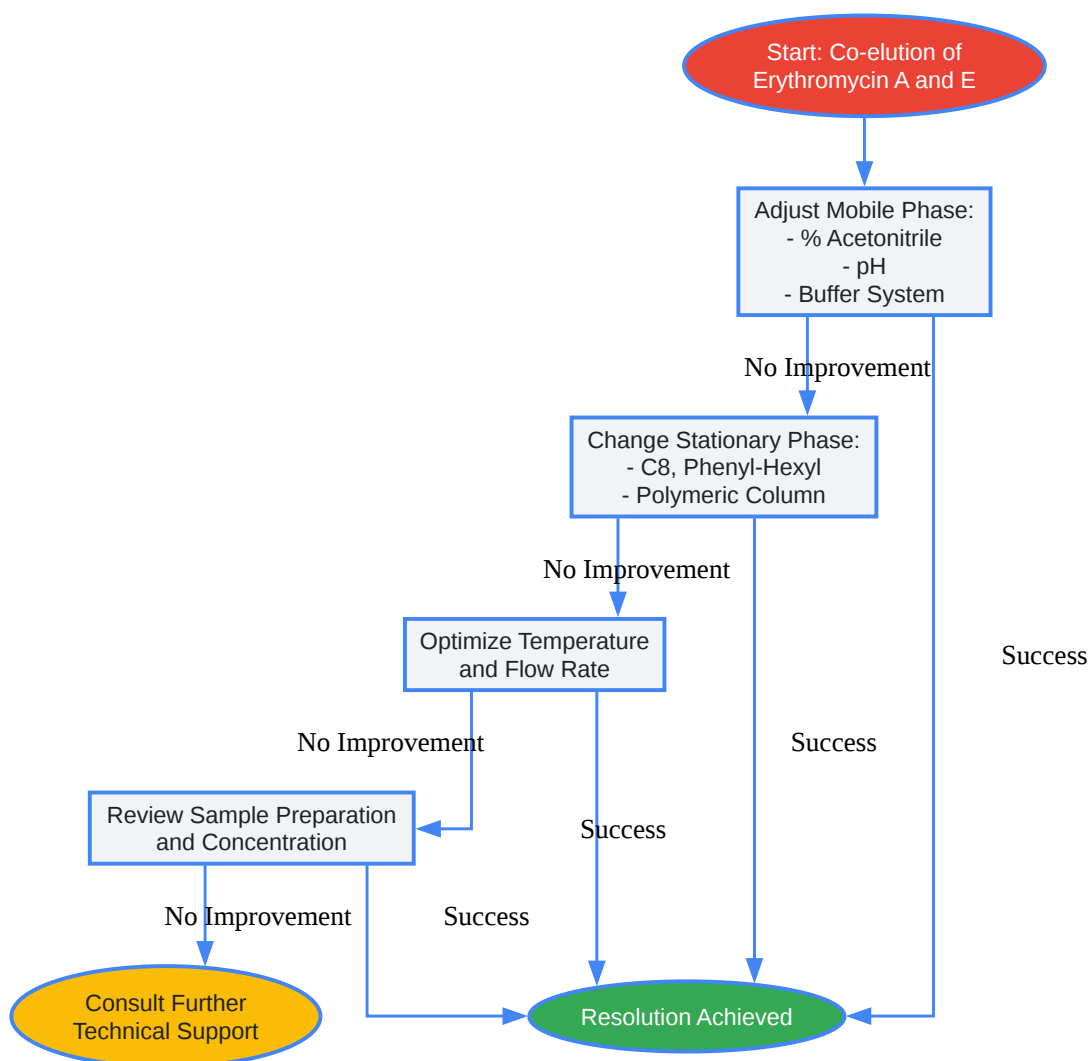 Start: Co-elution of
Erythromycin A and E
Adjust Mobile Phase:
- % Acetonitrile
- pH
- Buffer System
No Improvement
Change Stationary Phase:
- C8, Phenyl-Hexyl
- Polymeric Column
No Improvement
Optimize Temperature
and Flow Rate
Success
No Improvement
Success
Review Sample Preparation
and Concentration
Success
No Improvement
Success
Consult Further
Technical Support
Resolution Achieved